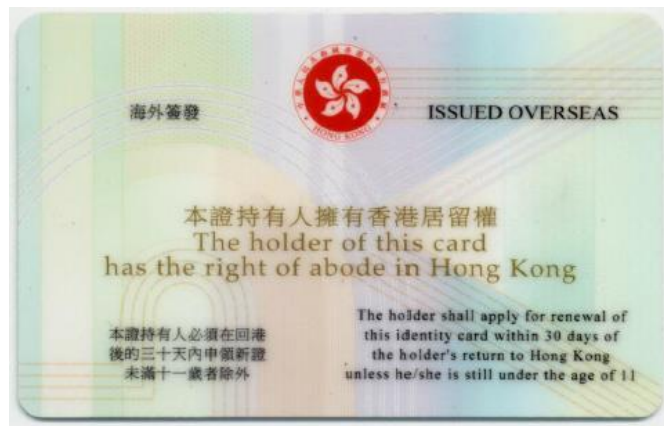 海外簽發
HONG KONG
ISSUED OVERSEAS
本證持有人擁有香港居留權
The holder of this card
has the right of abode in Hong Kong
本證持有人必須在回港
後的三十天內申領新證
未滿十一歲者除外
The holder shall apply for renewal of
this identity card within 30 days of
the holder's return to Hong Kong
unless he/she is still under the age of 11